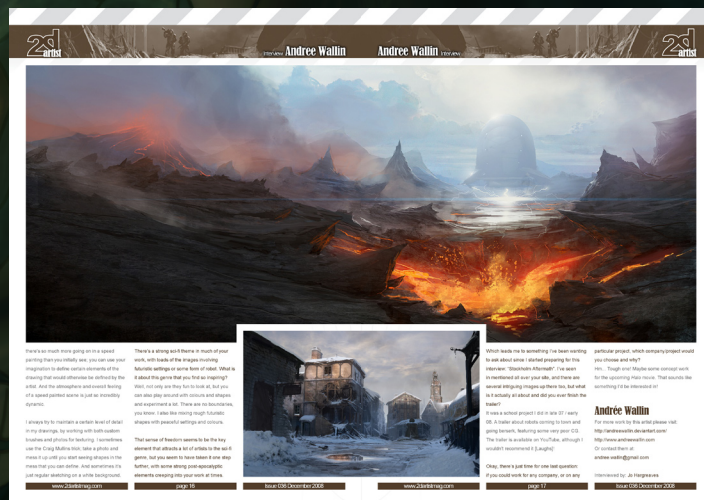 2d artist
interview Andree Wallin
Andree Wallin interview
2d artist
there's so much more going on in a speed
painting than you initially see; you can use your
imagination to define certain elements of the
drawing that would otherwise be defined by the
artist. And the atmosphere and overall feeling
of a speed painted scene is just so incredibly
dynamic.
I always try to maintain a certain level of detail
in my drawings, by working with both custom
brushes and photos for texturing. I sometimes
use the Craig Mullins trick, take a photo and
mess it up until you start seeing shapes in the
mess that you can define. And sometimes it's
just regular sketching on a white background.
There's a strong sci-fi theme in much of your
work, with loads of the images involving
futuristic settings or some form of robot. What is
it about this genre that you find so inspiring?
Well, not only are they fun to look at, but you
can also play around with colours and shapes
and experiment a lot. There are no boundaries,
you know. I also like mixing rough futuristic
shapes with peaceful settings and colours.
That sense of freedom seems to be the key
element that attracts a lot of artists to the sci-fi
genre, but you seem to have taken it one step
further, with some strong post-apocalyptic
elements creeping into your work at times.
Which leads me to something I've been wanting
to ask about since I started preparing for this
interview: "Stockholm Aftermath". I've seen
in mentioned all over your site, and there are
several intriguing images up there too, but what
is it actually all about and did you ever finish the
trailer?
It was a school project I did in late 07 / early
08. A trailer about robots coming to town and
going berserk, featuring some very poor CG.
The trailer is available on YouTube, although I
wouldn't recommend it [Laughs]
Okay, there's just time for one last question:
if you could work for any company, or on any
particular project, which company/project would
you choose and why?
Hm... Tough one! Maybe some concept work
for the upcoming Halo movie. That sounds like
something I'd be interested in!
Andrée Wallin
For more work by this artist please visit:
http://andreewallin.deviantart.com/
http://www.andreewallin.com
Or contact them at:
andree.wallin@gmail.com
Interviewed by: Jo Hargreaves
www.2dartistmag.com
page 16
Issue 036 December 2008
www.2dartistmag.com
page 17
Issue 036 December 2008